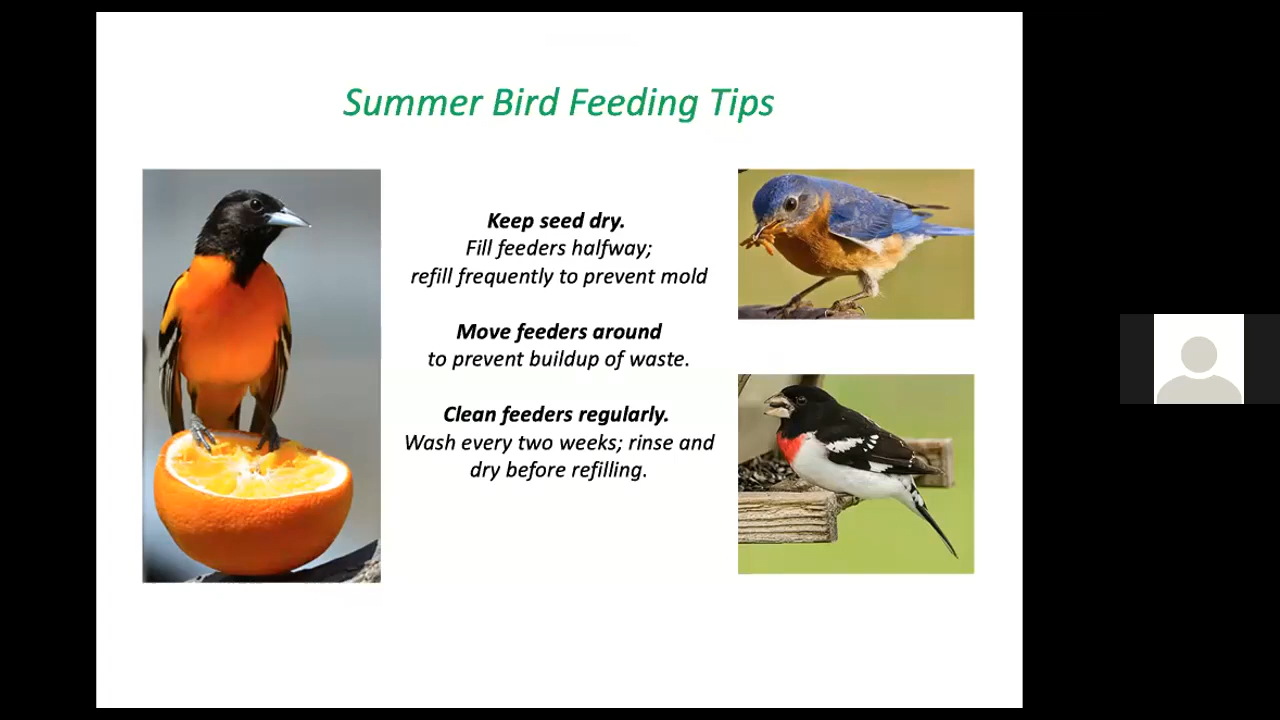 Summer Bird Feeding Tips
Keep seed dry.
Fill feeders halfway;
refill frequently to prevent mold
Move feeders around
to prevent buildup of waste.
Clean feeders regularly.
Wash every two weeks; rinse and
dry before refilling.